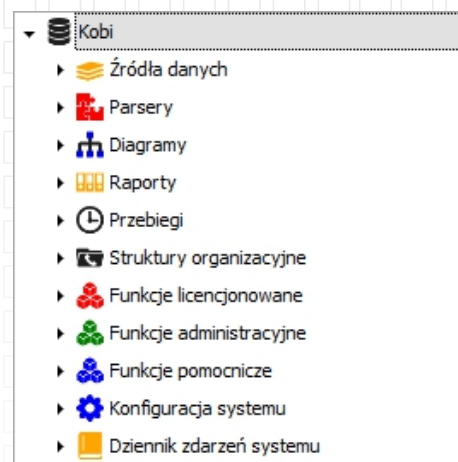 Kobi
Źródła danych
Parsery
Diagramy
Raporty
Przebiegi
Struktury organizacyjne
Funkcje licencjonowane
Funkcje administracyjne
Funkcje pomocnicze
Konfiguracja systemu
Dziennik zdarzeń systemu